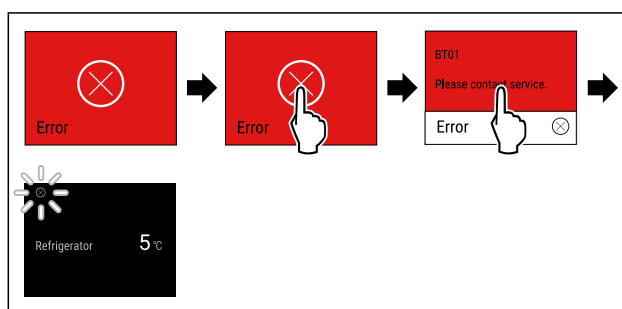 Error
Error
BT01
Please contact service.
Error
Refrigerator 5 °C